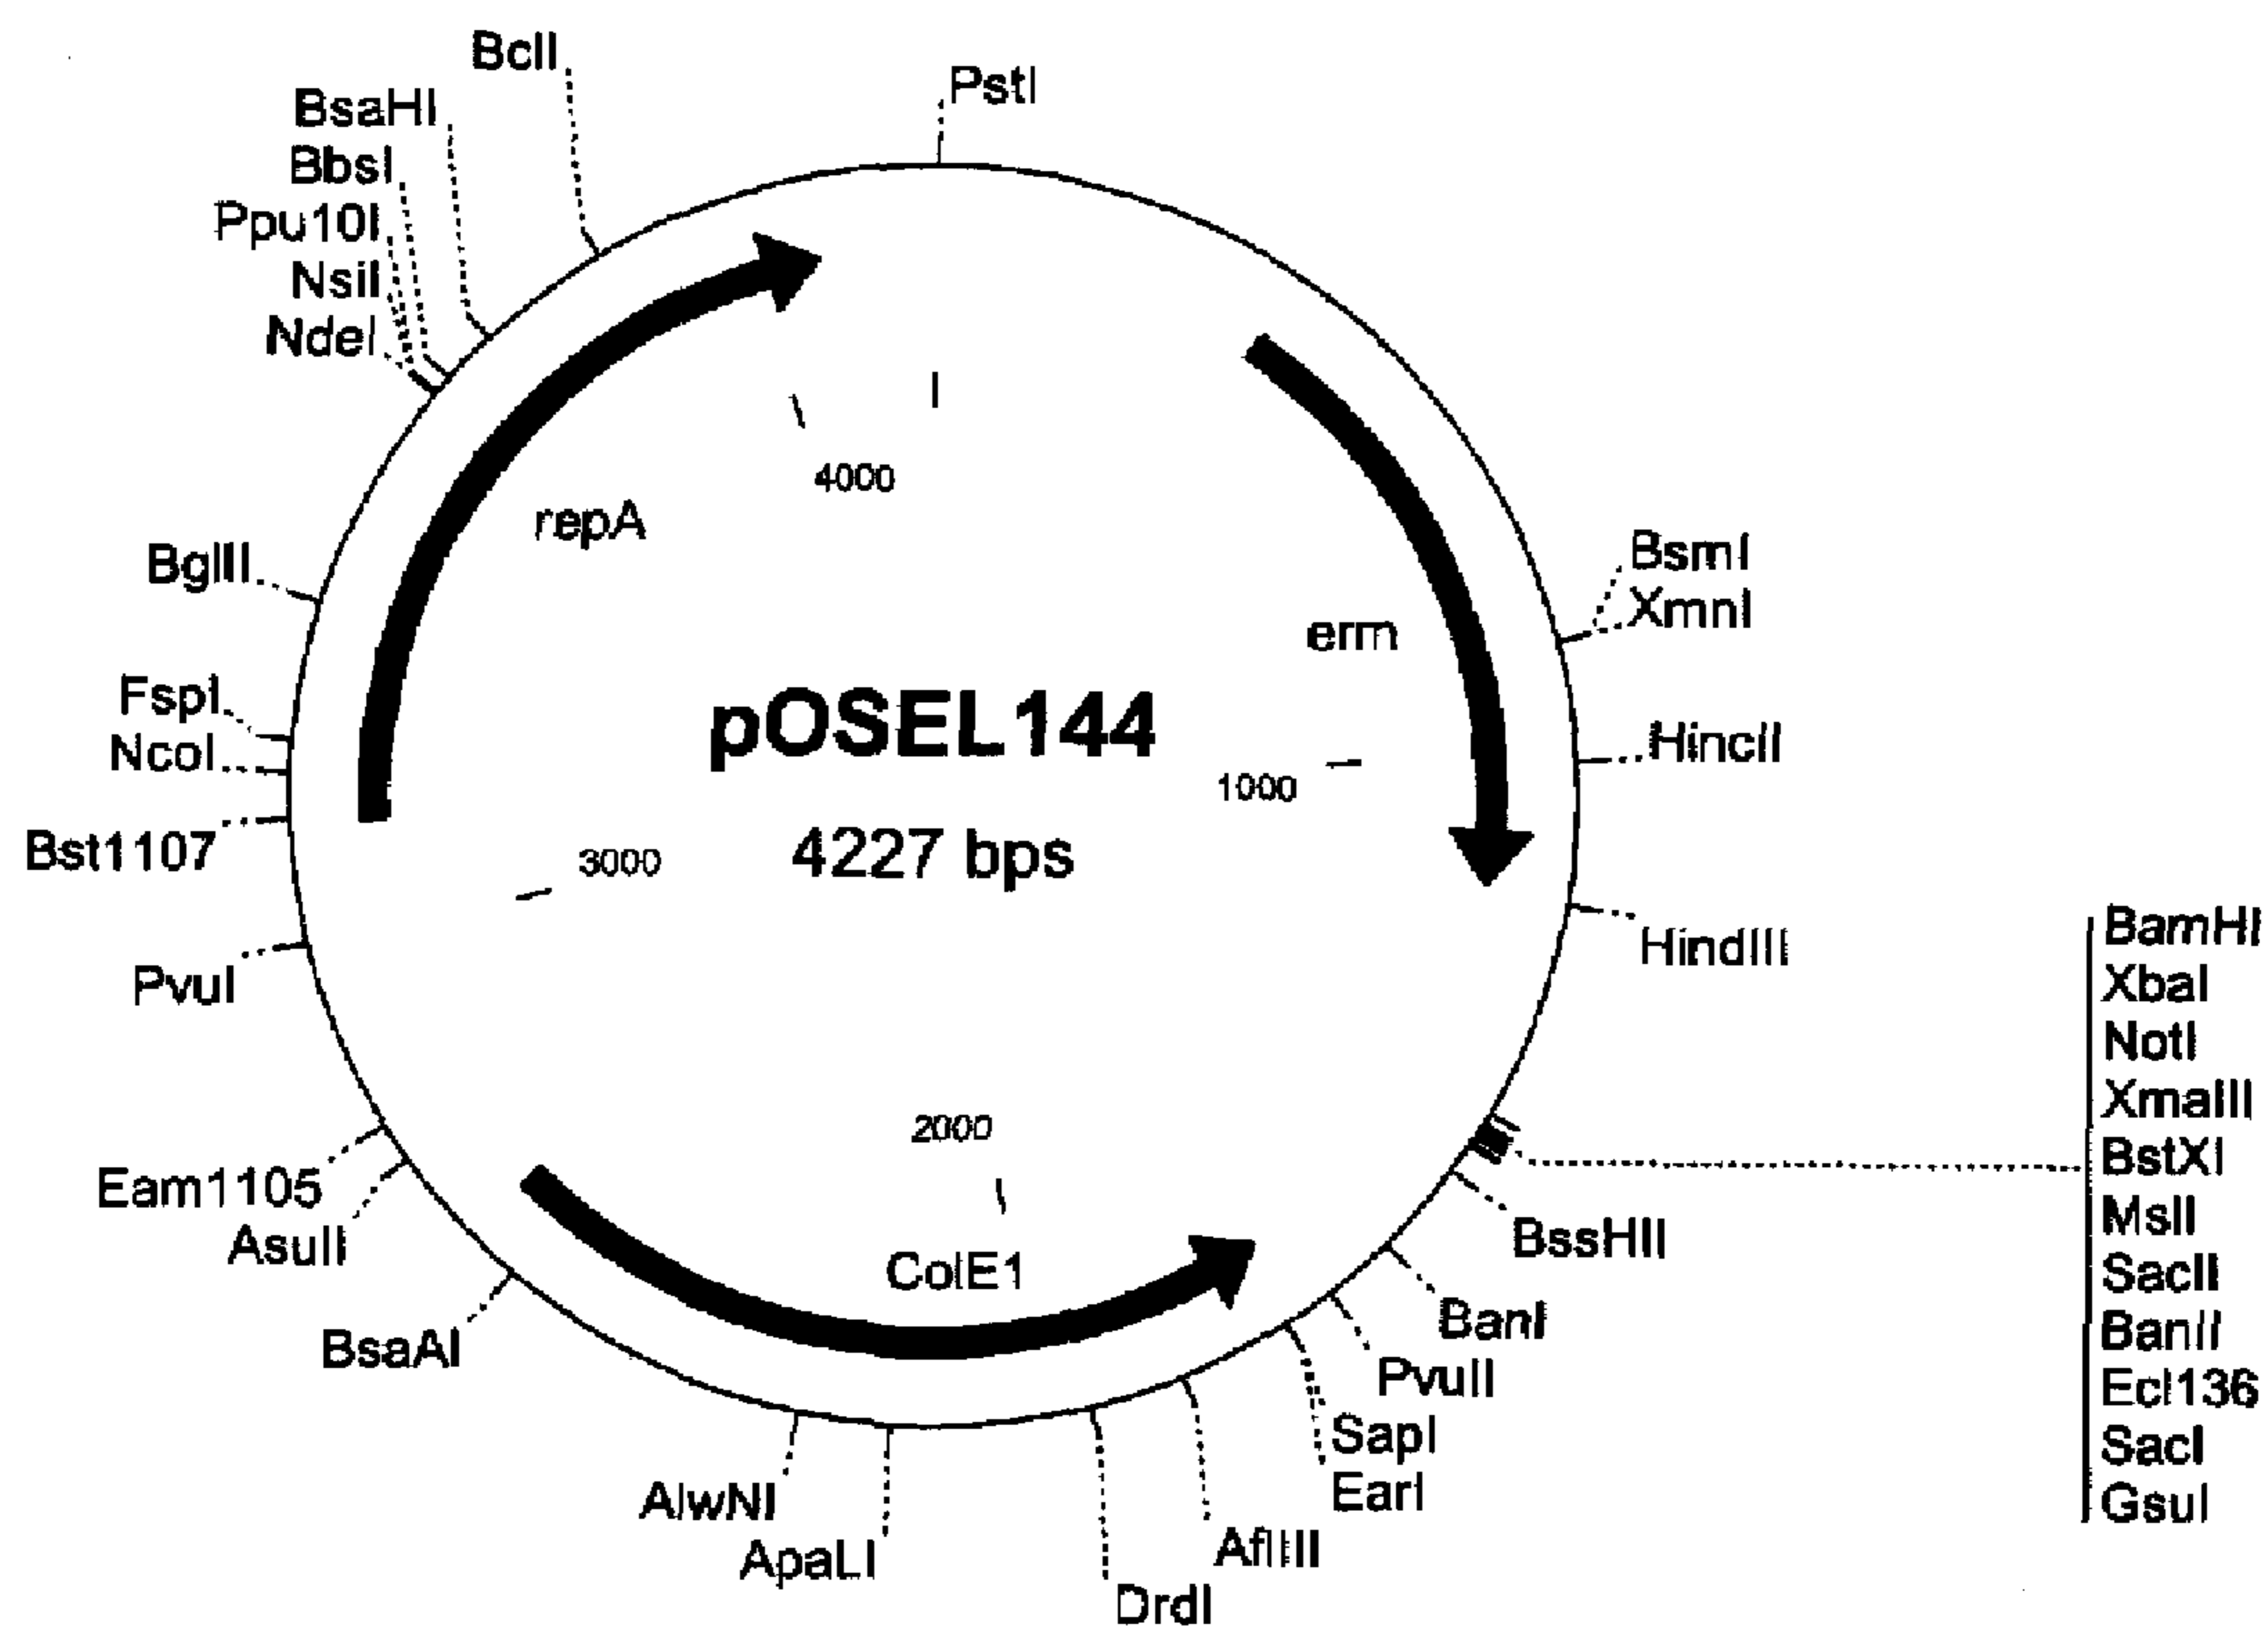 BclI
PstI
BsaHI
BbsI
Ppu10I
NsiI
NdeI
4000
repA
BglII
BsmI
XmnI
erm
FspI
pOSEL144
HincII
NcoI
1000
Bst1107
3000
4227 bps
HindIII
PvuI
BamHI
XbaI
NotI
XmaIII
BstXI
MslI
SacII
BanII
Ecl136
SacI
GsuI
2000
Eam1105
AsuII
BssHII
ColE1
BsaAI
BanI
PvuII
SapI
EarI
AlwNI
AflIII
ApaLI
DrdI